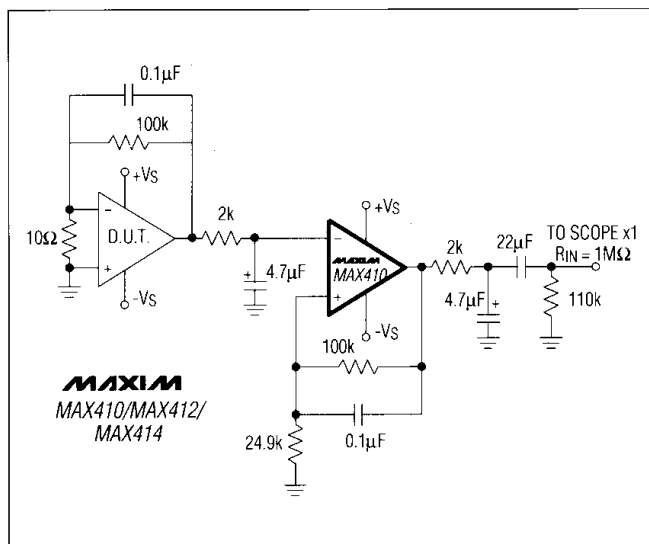 0.1µF
100k
+VS
10Ω
−
D.U.T.
+
-VS
2k
4.7µF
+
+VS
−
MAXIM
MAX410
+
-VS
100k
0.1µF
24.9k
2k
4.7µF
+
22µF
TO SCOPE x1
RIN = 1MΩ
110k
MAXIM
MAX410/MAX412/
MAX414